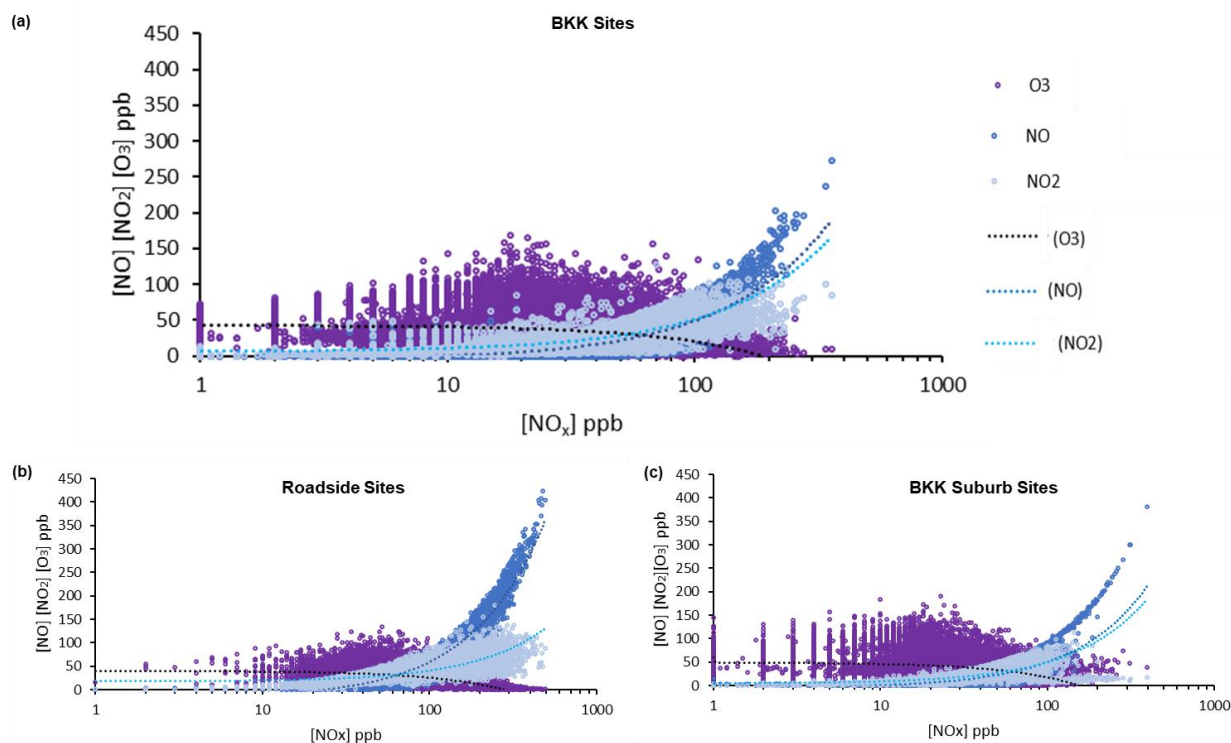 (a)
BKK Sites
[NO] [NO₂] [O₃] ppb
450
400
350
300
250
200
150
100
50
0
1
10
100
1000
[NOₓ] ppb
O3
NO
NO2
(O3)
(NO)
(NO2)
(b)
Roadside Sites
[NO] [NO₂] [O₃] ppb
450
400
350
300
250
200
150
100
50
0
1
10
100
1000
[NOx] ppb
(c)
BKK Suburb Sites
[NO] [NO₂][O₃] ppb
450
400
350
300
250
200
150
100
50
0
1
10
100
1000
[NOx] ppb